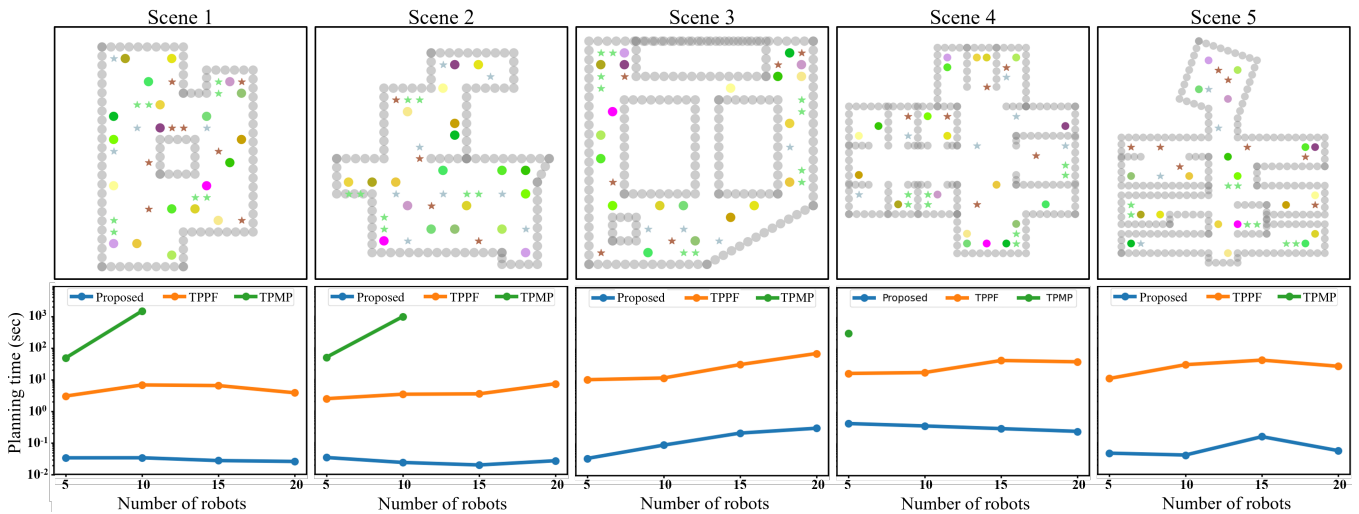 Scene 1 Scene 2 Scene 3 Scene 4 Scene 5
Proposed TPPF TPMP Proposed TPPF TPMP Proposed TPPF TPMP Proposed TPPF TPMP Proposed TPPF TPMP
Planning time (sec)
10³
10²
10¹
10⁰
10⁻¹
10⁻²
5 10 15 20 5 10 15 20 5 10 15 20 5 10 15 20 5 10 15 20
Number of robots Number of robots Number of robots Number of robots Number of robots